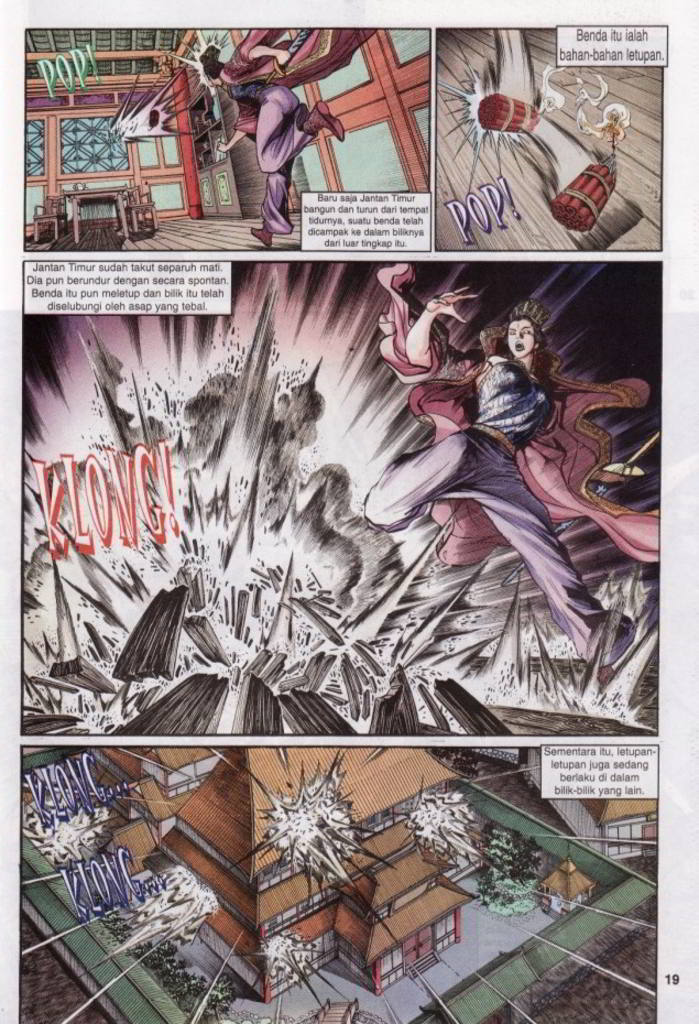 POP!
Baru saja Jantan Timur
bangun dan turun dari tempat
tidurnya, suatu benda telah
dicampak ke dalam biliknya
dari luar tingkap itu.
Benda itu ialah
bahan-bahan letupan.
POP!
Jantan Timur sudah takut separuh mati.
Dia pun berundur dengan secara spontan.
Benda itu pun meletup dan bilik itu telah
diselubungi oleh asap yang tebal.
KLONG!
Sementara itu, letupan-
letupan juga sedang
berlaku di dalam
bilik-bilik yang lain.
KLONG...
KLONG...
19